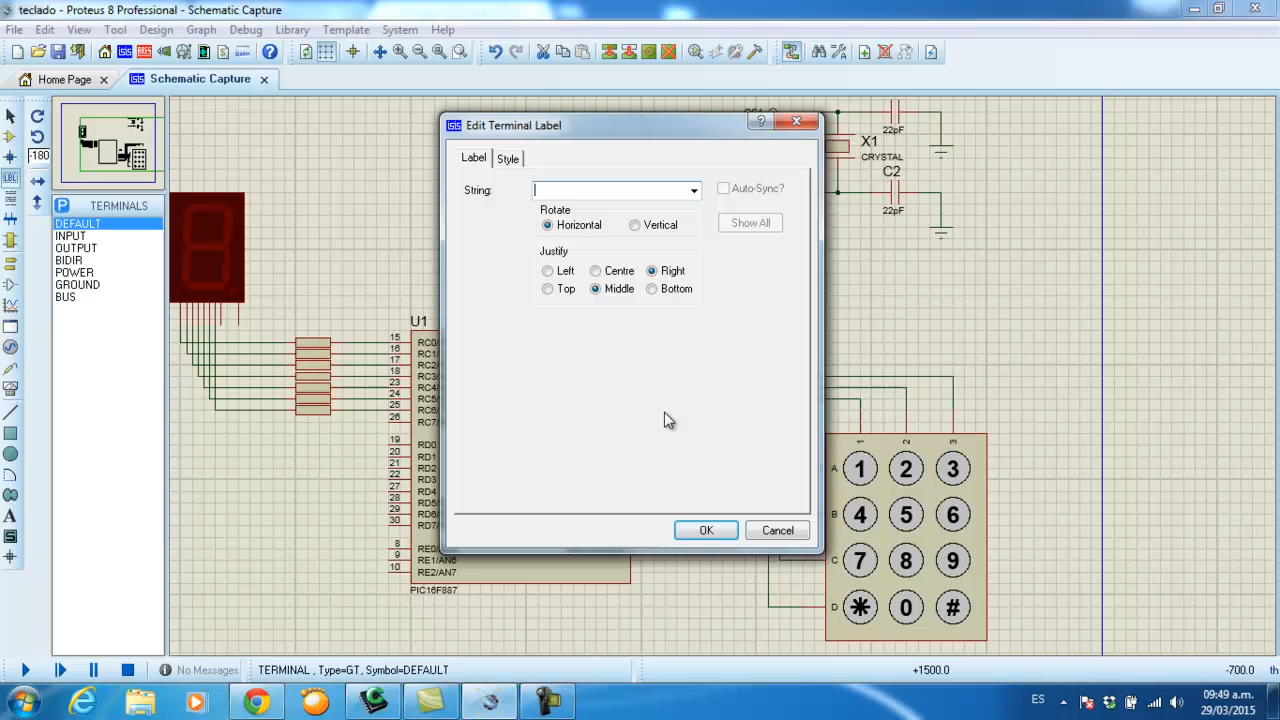 teclado - Proteus 8 Professional - Schematic Capture
File Edit View Tool Design Graph Debug Library Template System Help
Home Page
Schematic Capture
-180
TERMINALS
DEFAULT
INPUT
OUTPUT
BIDIR
POWER
GROUND
BUS
Edit Terminal Label
Label
Style
String:
Auto-Sync?
Rotate
Horizontal Vertical
Show All
Justify
Left Centre Right
Top Middle Bottom
OK Cancel
22pF
X1
CRYSTAL
C2
22pF
U1
15 RC0/
16 RC1/
17 RC2/
18 RC3/
23 RC4/
24 RC5/
25 RC6/
26 RC7/
19 RD0
20 RD1
21 RD2
22 RD3
27 RD4
28 RD5/
29 RD6/
30 RD7/
8 RE0/
9 RE1/AN6
10 RE2/AN7
PIC16F887
1 2 3
A 1 2 3
B 4 5 6
C 7 8 9
D * 0 #
No Messages
TERMINAL , Type=GT, Symbol=DEFAULT
+1500.0
-700.0
th
ES
09:49 a.m.
29/03/2015